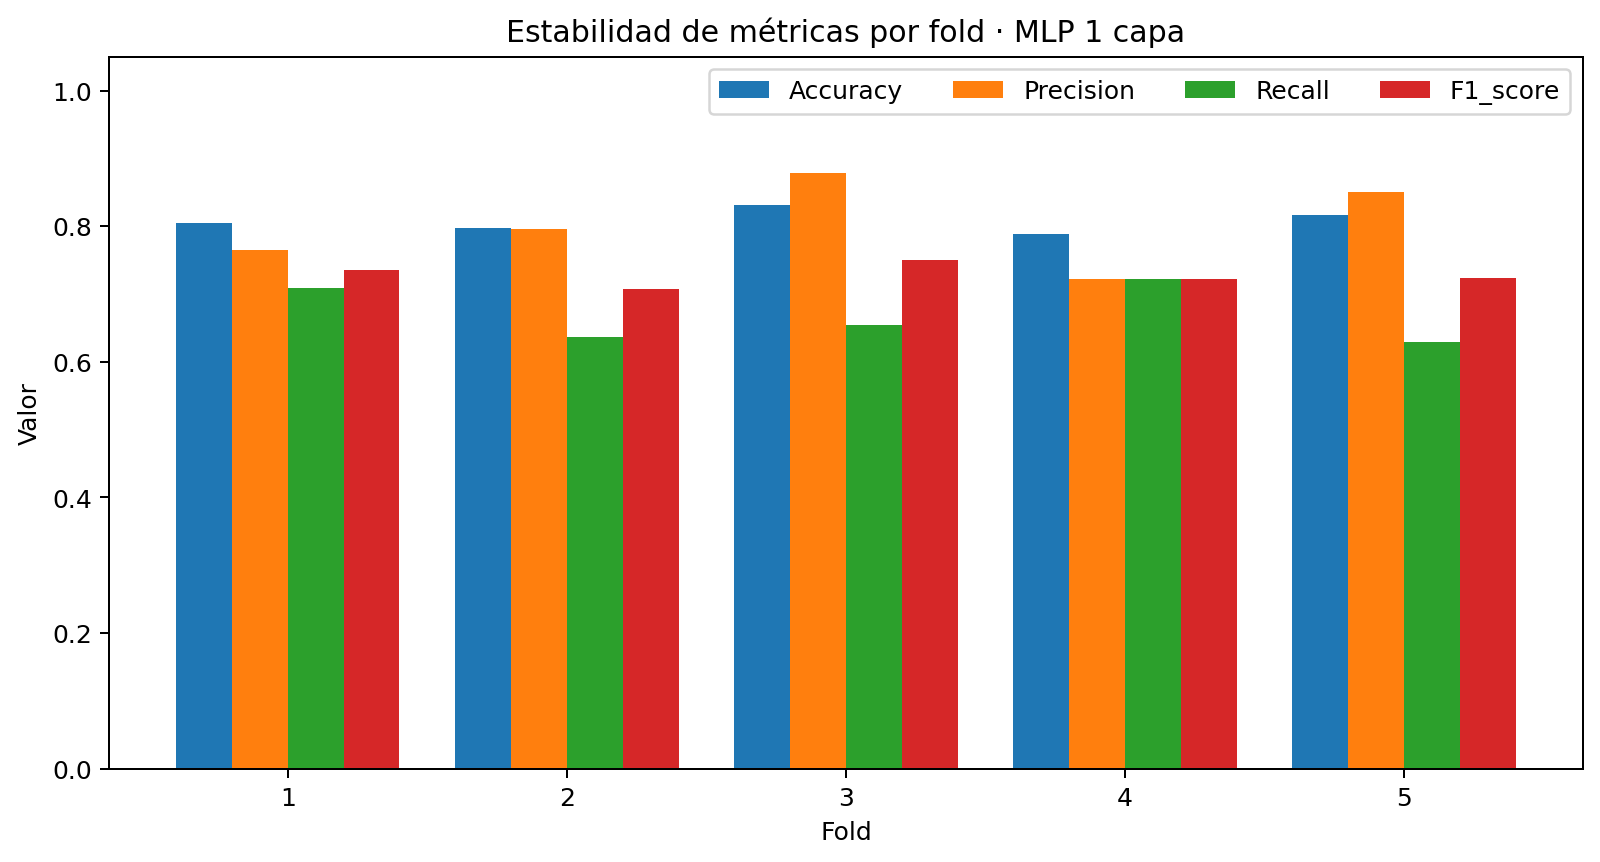 Estabilidad de métricas por fold · MLP 1 capa
Accuracy Precision Recall F1_score
1.0
0.8
0.6
0.4
0.2
0.0
Valor
1 2 3 4 5
Fold